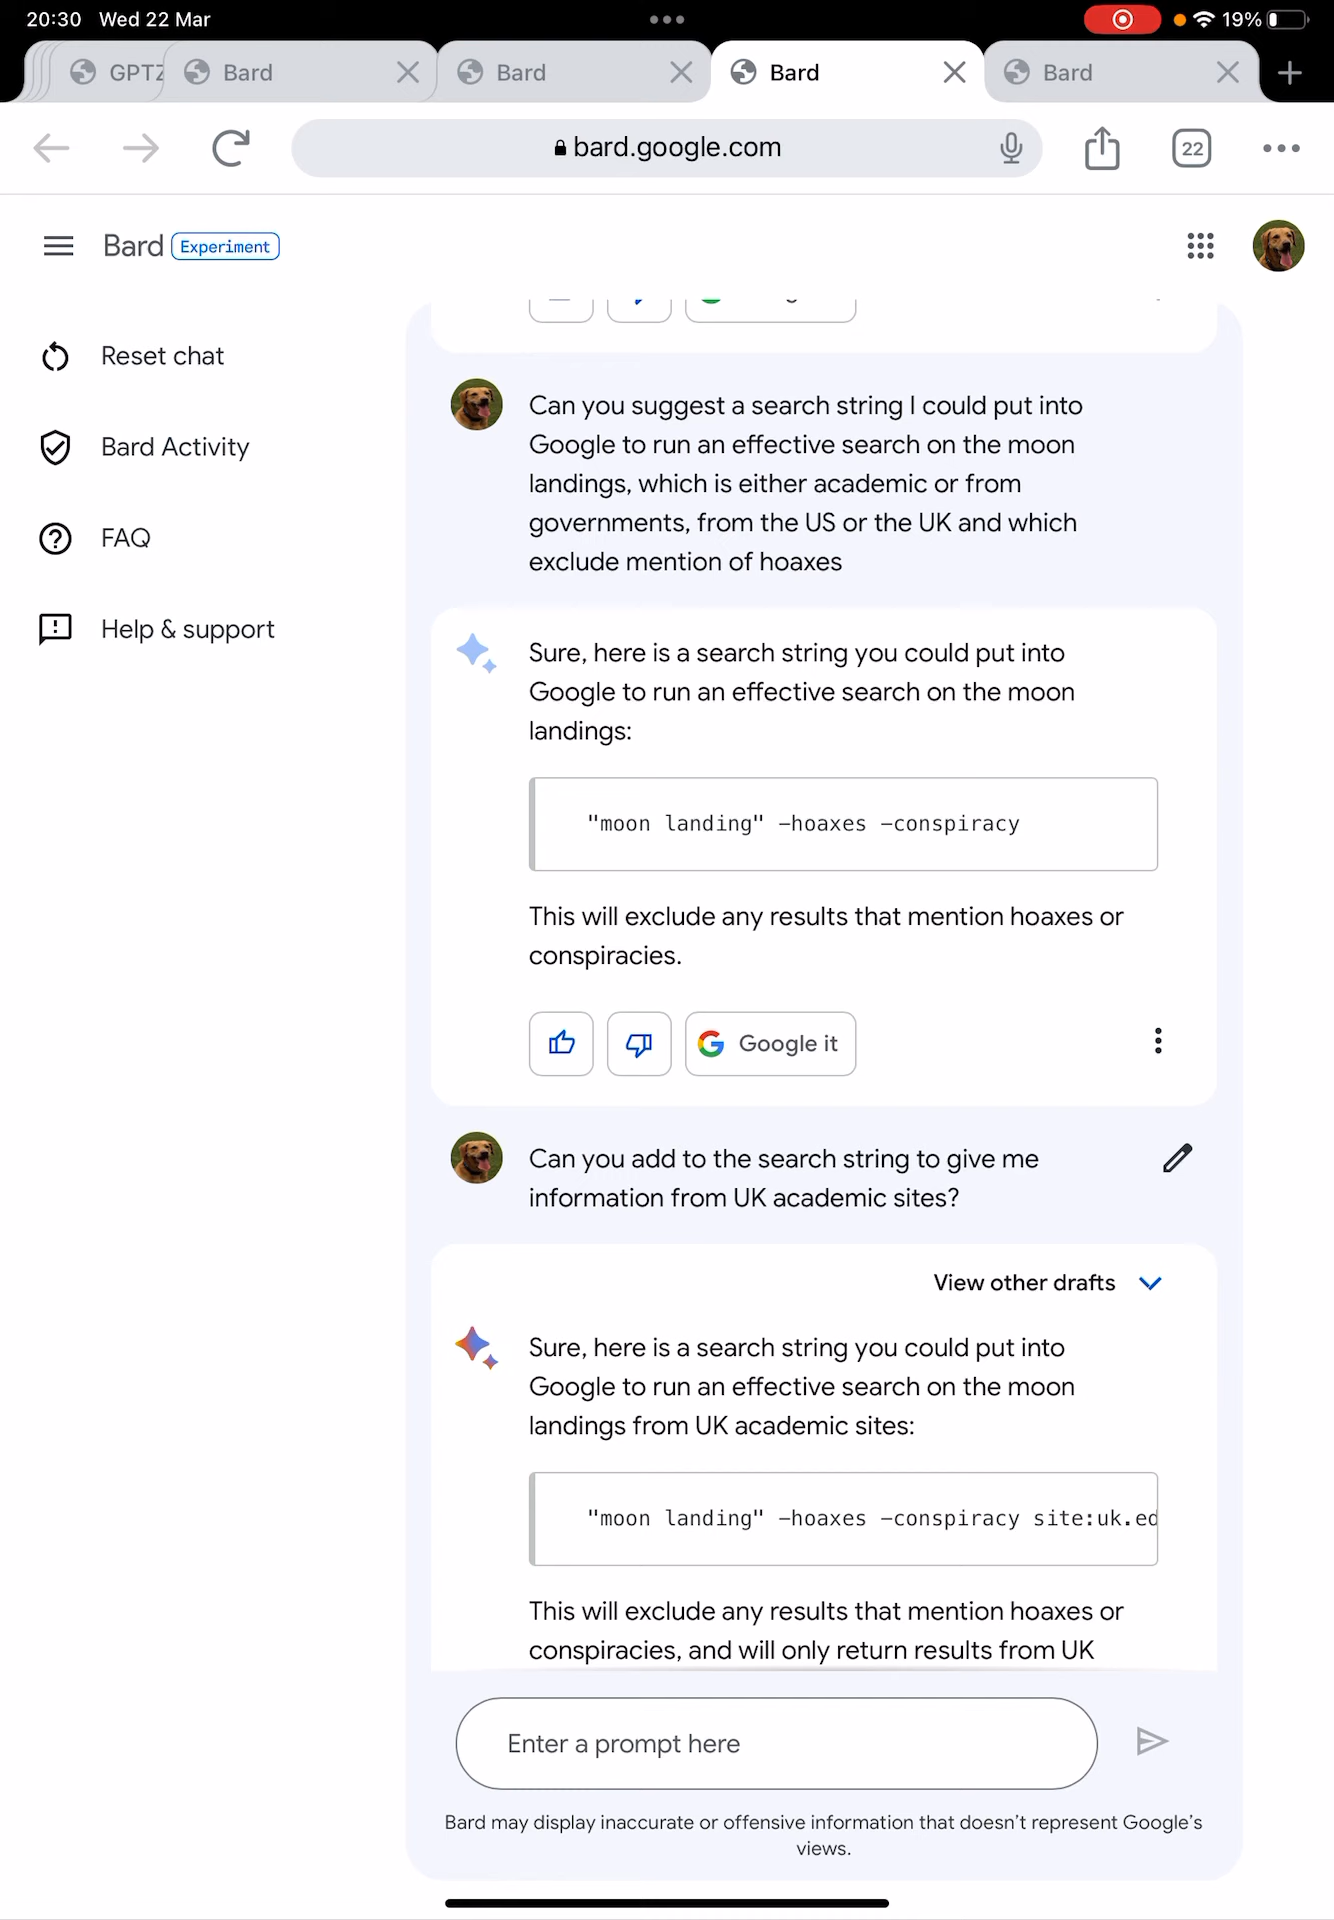 20:30 Wed 22 Mar
19%
GPTZ
Bard
Bard
Bard
Bard
bard.google.com
22
Bard Experiment
Reset chat
Bard Activity
FAQ
Help & support
Can you suggest a search string I could put into
Google to run an effective search on the moon
landings, which is either academic or from
governments, from the US or the UK and which
exclude mention of hoaxes
Sure, here is a search string you could put into
Google to run an effective search on the moon
landings:
"moon landing" -hoaxes -conspiracy
This will exclude any results that mention hoaxes or
conspiracies.
Google it
Can you add to the search string to give me
information from UK academic sites?
View other drafts
Sure, here is a search string you could put into
Google to run an effective search on the moon
landings from UK academic sites:
"moon landing" -hoaxes -conspiracy site:uk.ed
This will exclude any results that mention hoaxes or
conspiracies, and will only return results from UK
Enter a prompt here
Bard may display inaccurate or offensive information that doesn't represent Google's
views.